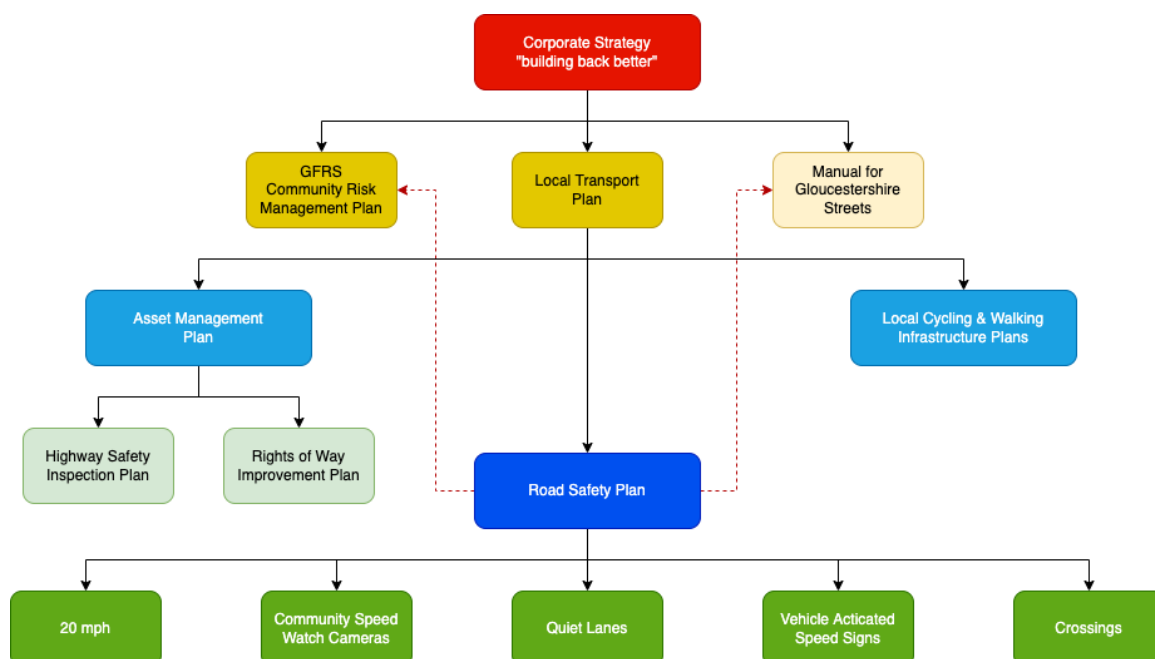 Corporate Strategy
"building back better"
GFRS
Community Risk
Management Plan
Local Transport
Plan
Manual for
Gloucestershire
Streets
Asset Management
Plan
Local Cycling & Walking
Infrastructure Plans
Highway Safety
Inspection Plan
Rights of Way
Improvement Plan
Road Safety Plan
20 mph
Community Speed
Watch Cameras
Quiet Lanes
Vehicle Acticated
Speed Signs
Crossings